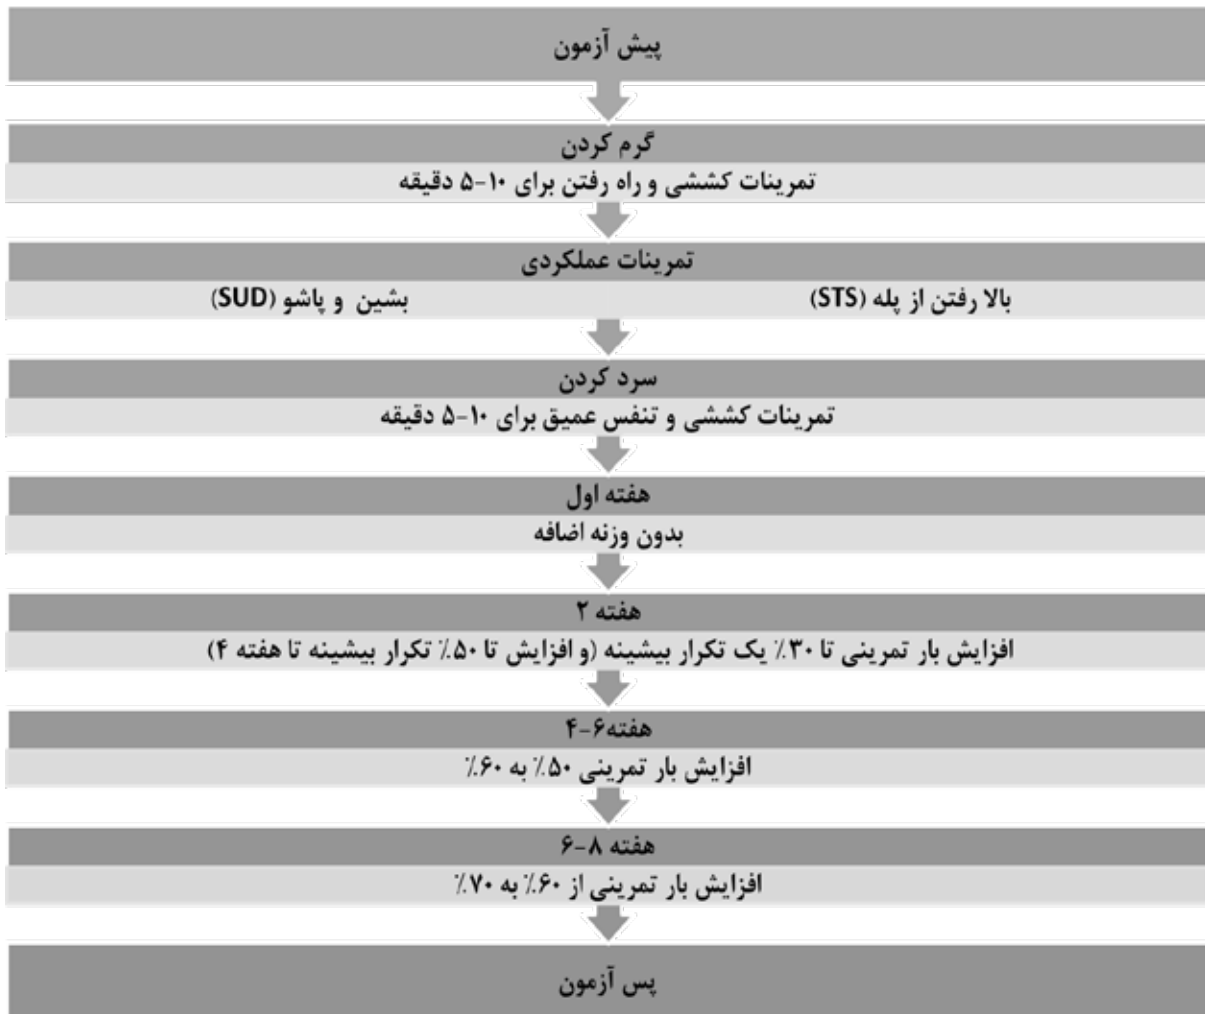 پیش آزمون
گرم کردن
تمرینات کششی و راه رفتن برای ۱۰-۵ دقیقه
تمرینات عملکردی
بالا رفتن از پله (STS)
بشین و پاشو (SUD)
سرد کردن
تمرینات کششی و تنفس عمیق برای ۱۰-۵ دقیقه
هفته اول
بدون وزنه اضافه
هفته ۲
افزایش بار تمرینی تا ۳۰٪ یک تکرار بیشینه (و افزایش تا ۵۰٪ تکرار بیشینه تا هفته ۴)
هفته۶-۴
افزایش بار تمرینی ۵۰٪ به ۶۰٪
هفته ۸-۶
افزایش بار تمرینی از ۶۰٪ به ۷۰٪
پس آزمون